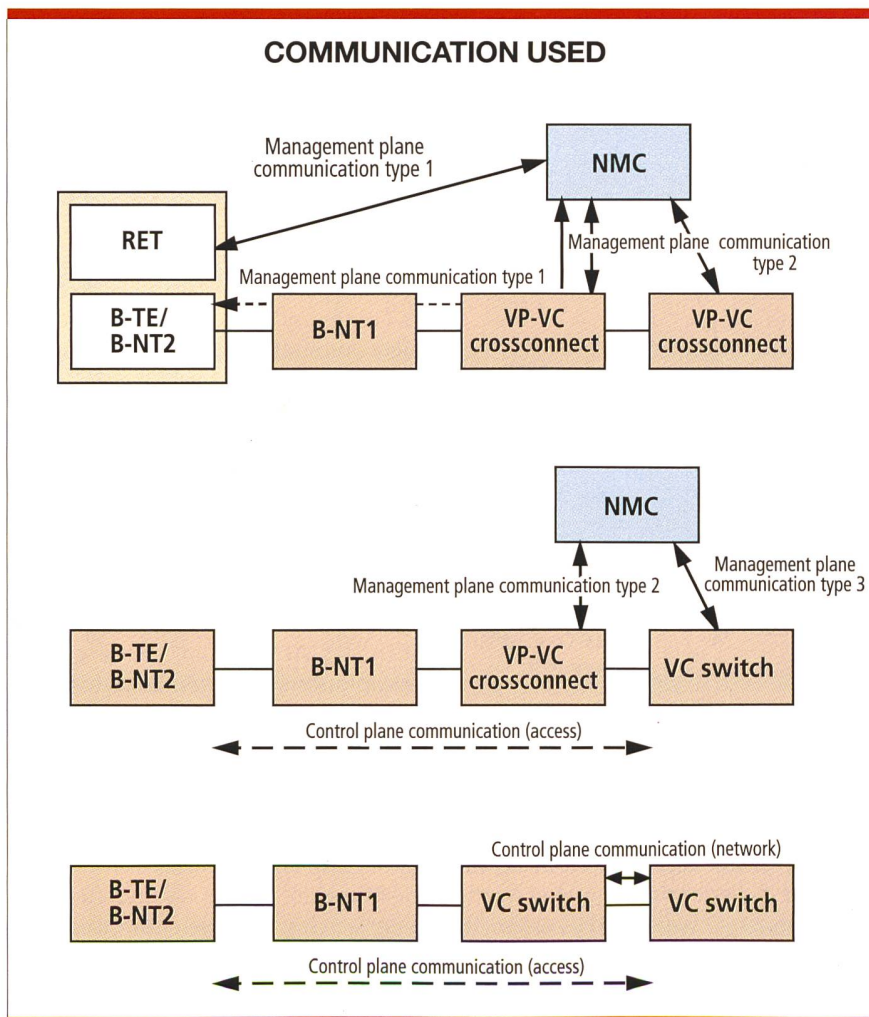 COMMUNICATION USED
Management plane
communication type 1
NMC
RET
Management plane communication
type 2
Management plane communication type 1
B-TE/
B-NT2
B-NT1
VP-VC
crossconnect
VP-VC
crossconnect
NMC
Management plane communication type 2
Management plane
communication type 3
B-TE/
B-NT2
B-NT1
VP-VC
crossconnect
VC switch
Control plane communication (access)
Control plane communication (network)
B-TE/
B-NT2
B-NT1
VC switch
VC switch
Control plane communication (access)